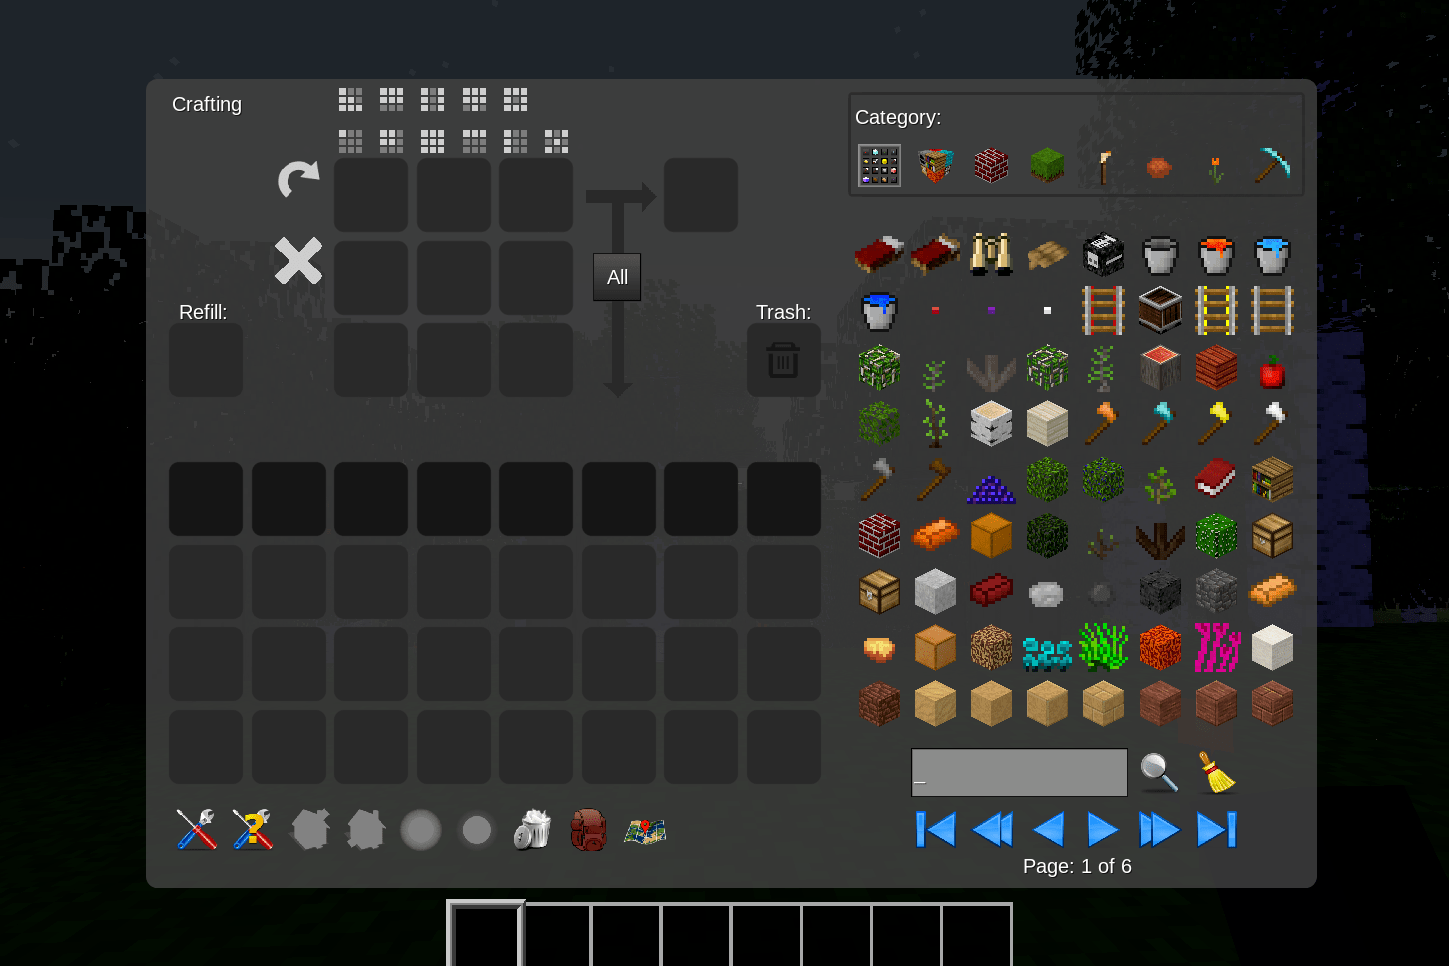 Crafting
Category:
All
Refill:
Trash:
?
Page: 1 of 6